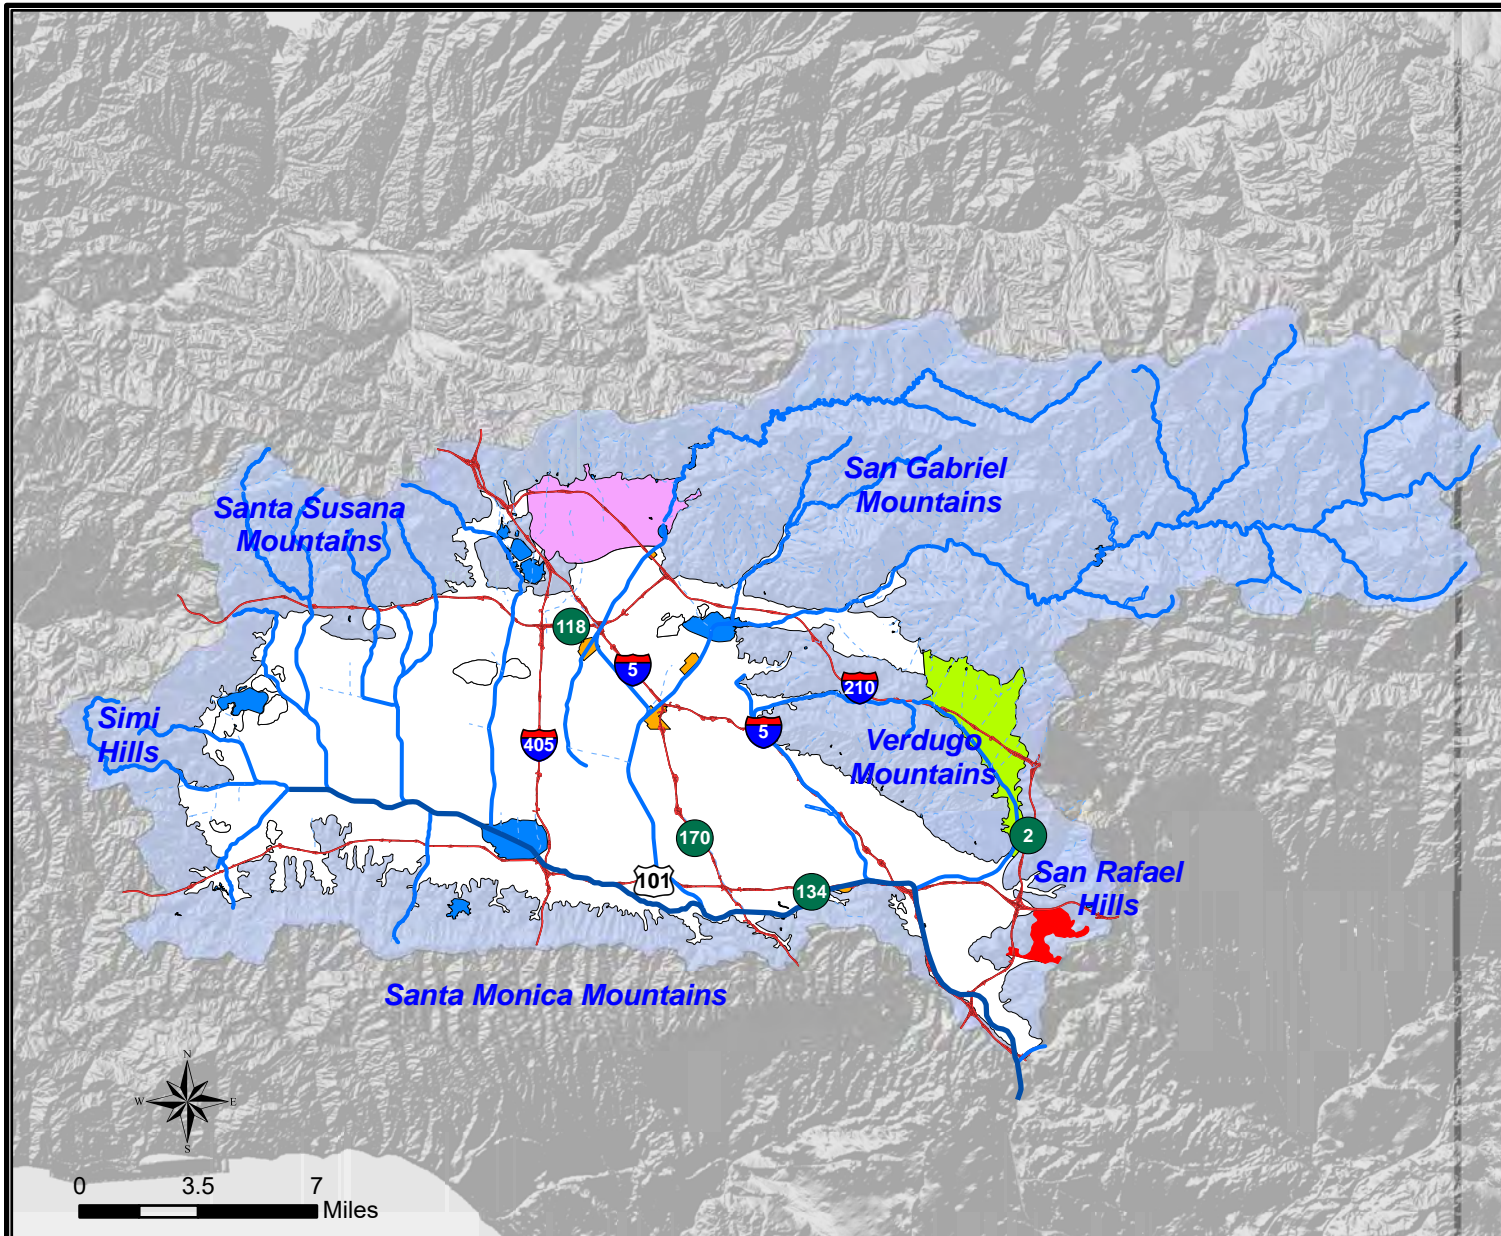 San Gabriel
Mountains
Santa Susana
Mountains
118
5
210
Simi
Hills
405
5
Verdugo
Mountains
170
2
101
134
San Rafael
Hills
Santa Monica Mountains
N
W
E
S
0 3.5 7
Miles